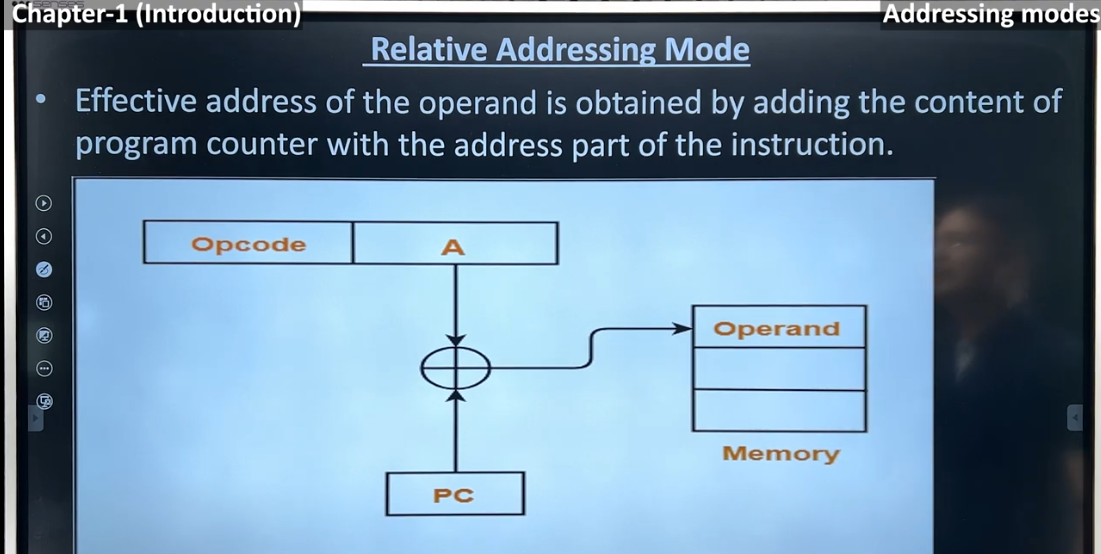 Chapter-1 (Introduction)
Addressing modes
Relative Addressing Mode
• Effective address of the operand is obtained by adding the content of
program counter with the address part of the instruction.
Opcode
A
Operand
Memory
PC